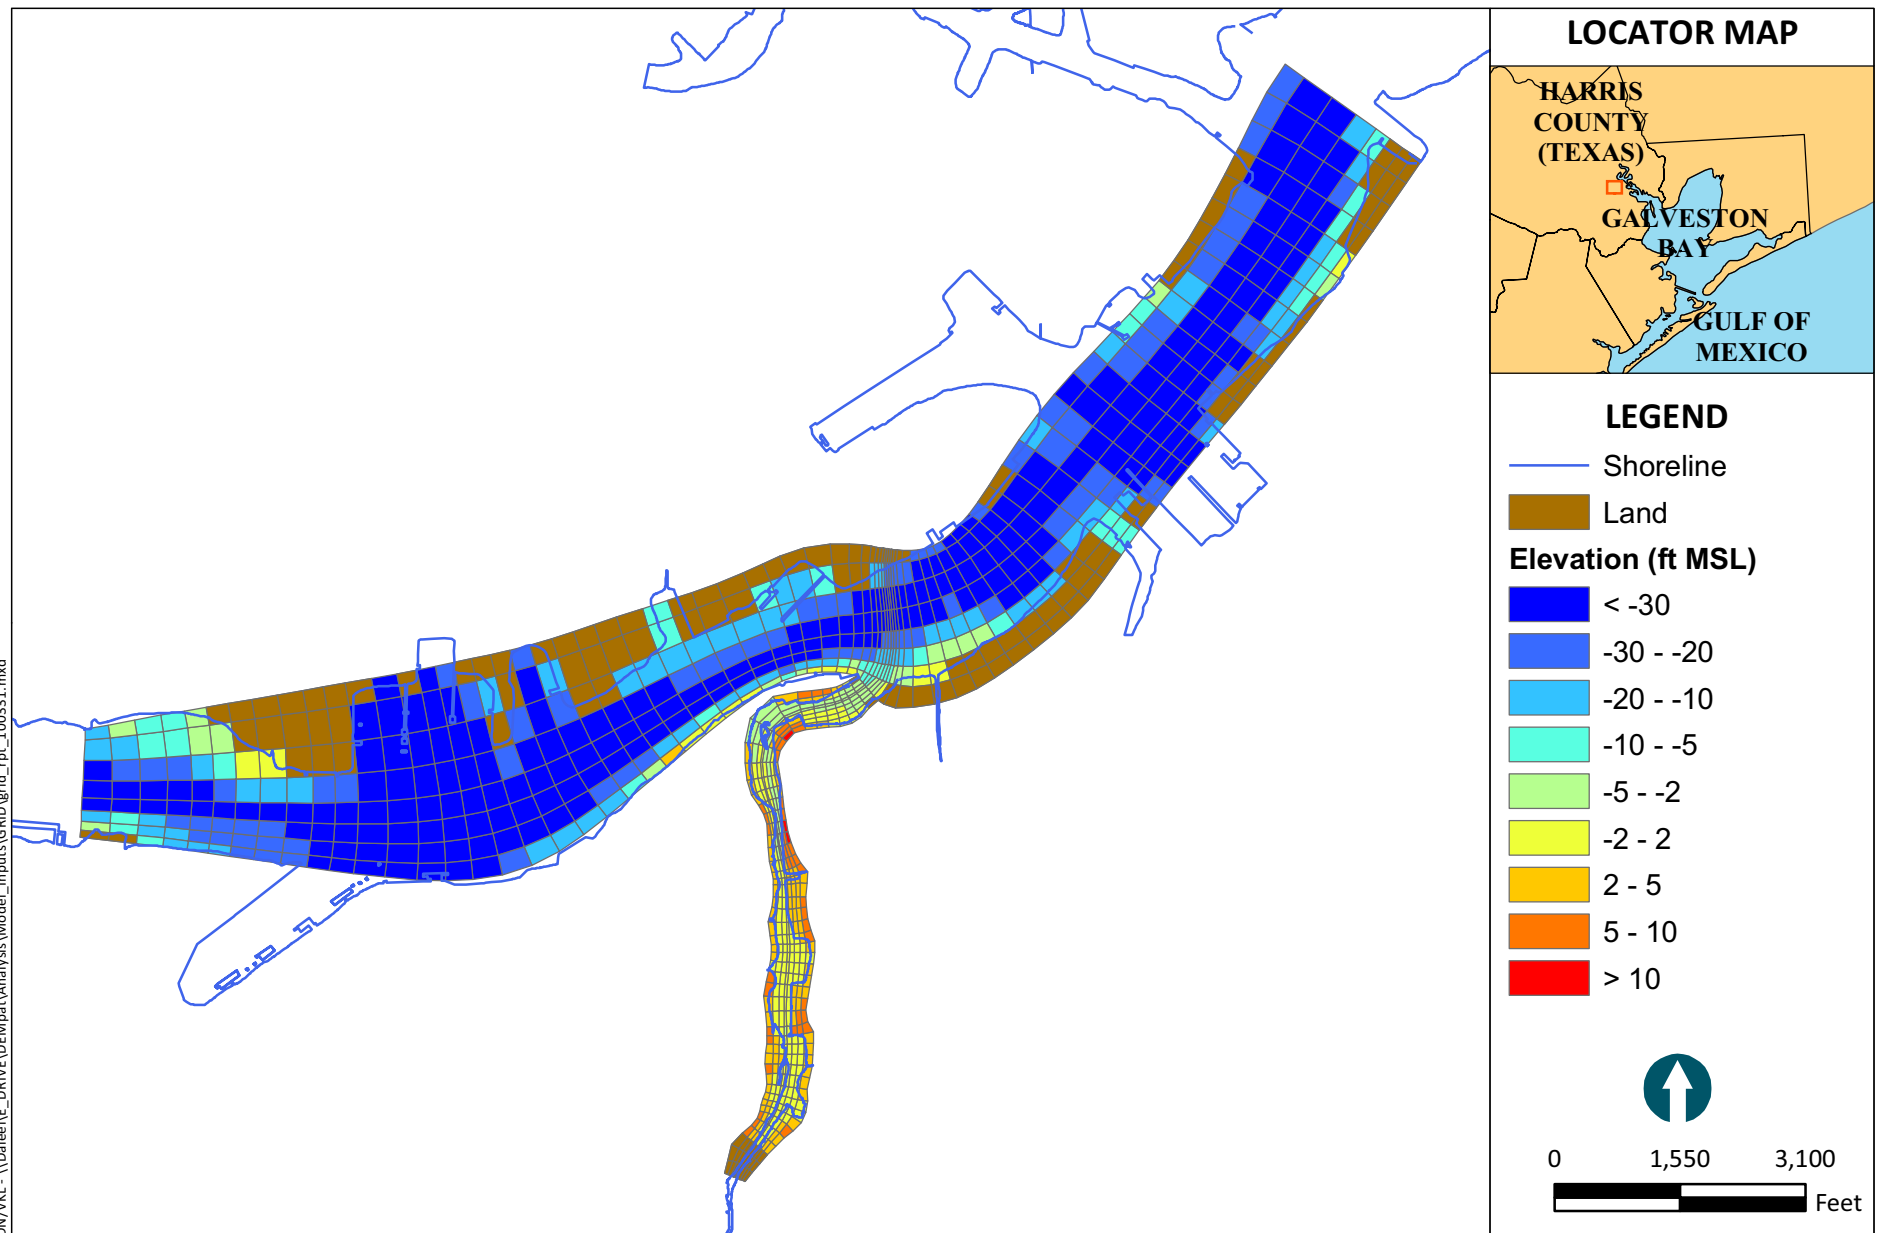 LOCATOR MAP
HARRIS
COUNTY
(TEXAS)
GALVESTON
BAY
GULF OF
MEXICO
LEGEND
Shoreline
Land
Elevation (ft MSL)
< -30
-30 - -20
-20 - -10
-10 - -5
-5 - -2
-2 - 2
2 - 5
5 - 10
> 10
0 1,550 3,100
Feet